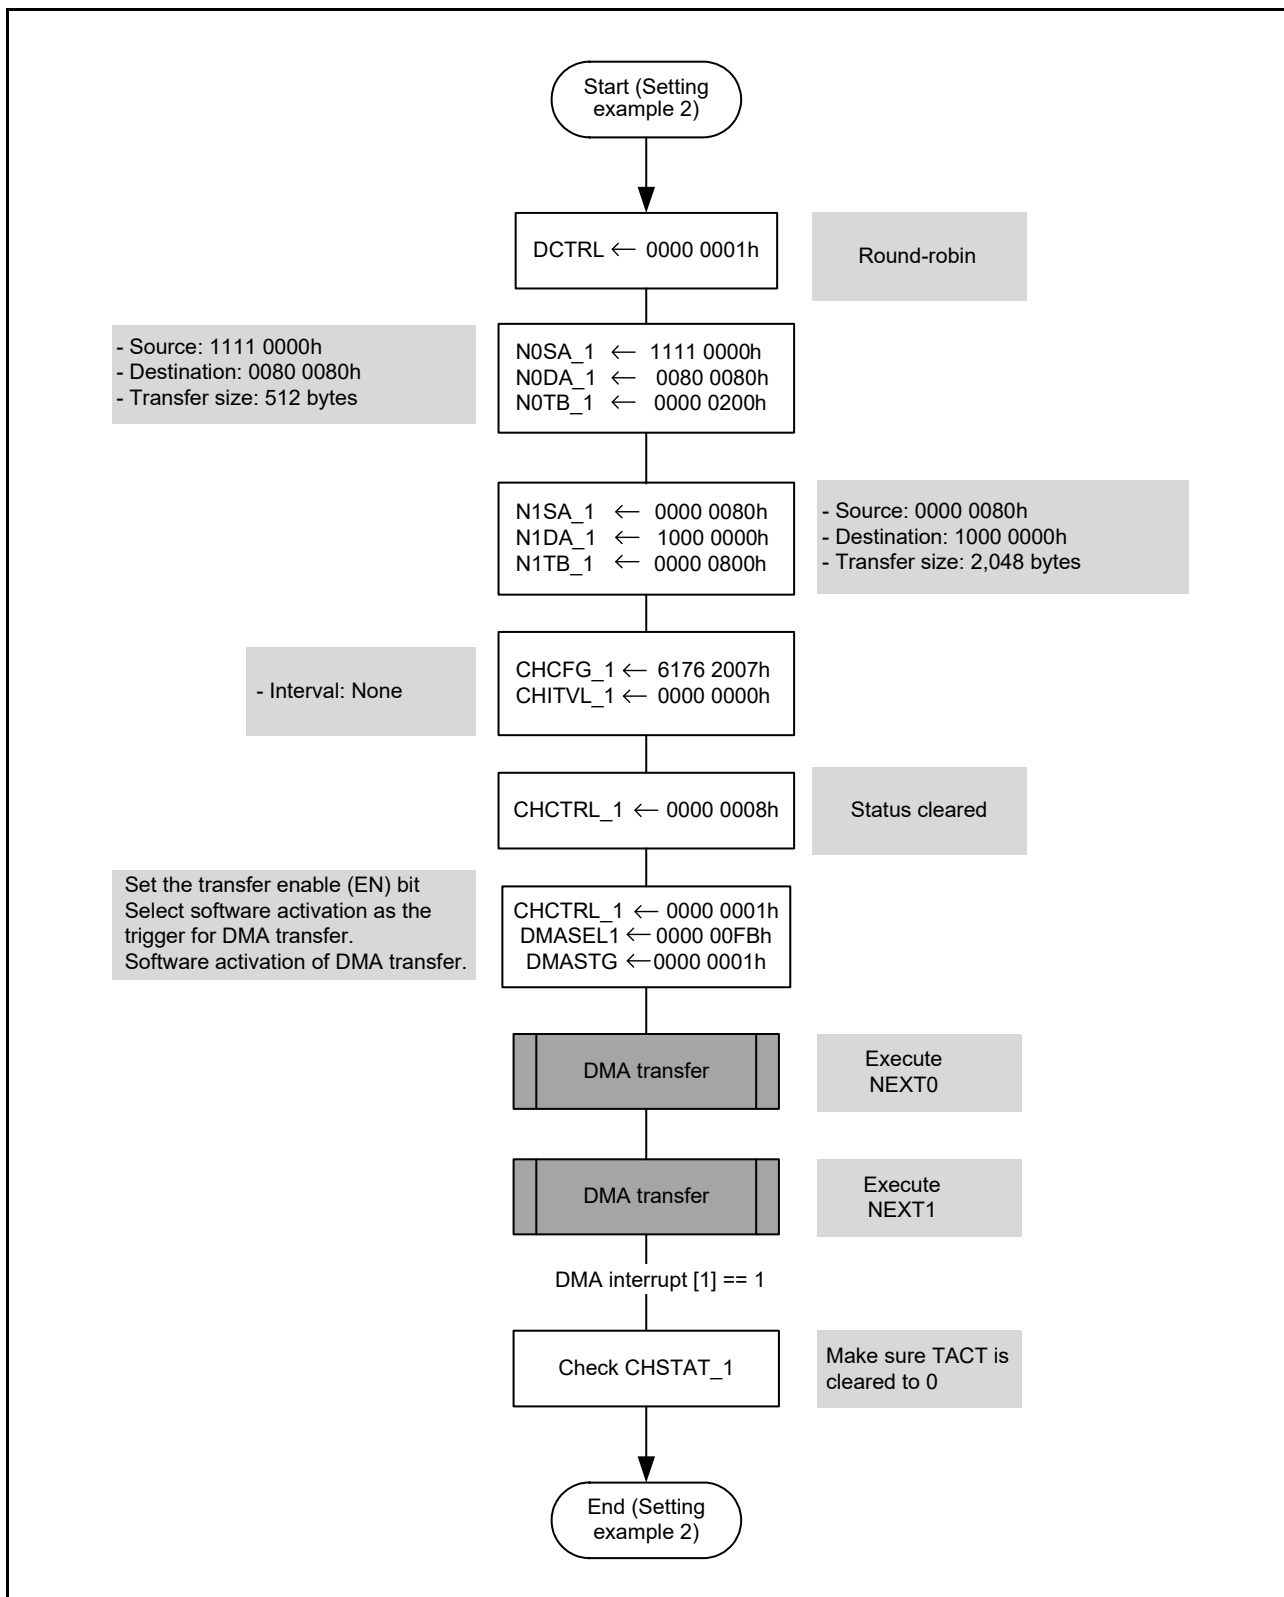 Start (Setting
example 2)
DCTRL ← 0000 0001h
Round-robin
- Source: 1111 0000h
- Destination: 0080 0080h
- Transfer size: 512 bytes
N0SA_1 ← 1111 0000h
N0DA_1 ← 0080 0080h
N0TB_1 ← 0000 0200h
N1SA_1 ← 0000 0080h
N1DA_1 ← 1000 0000h
N1TB_1 ← 0000 0800h
- Source: 0000 0080h
- Destination: 1000 0000h
- Transfer size: 2,048 bytes
- Interval: None
CHCFG_1 ← 6176 2007h
CHITVL_1 ← 0000 0000h
CHCTRL_1 ← 0000 0008h
Status cleared
Set the transfer enable (EN) bit
Select software activation as the
trigger for DMA transfer.
Software activation of DMA transfer.
CHCTRL_1 ← 0000 0001h
DMASEL1 ← 0000 00FBh
DMASTG ← 0000 0001h
DMA transfer
Execute
NEXT0
DMA transfer
Execute
NEXT1
DMA interrupt [1] == 1
Check CHSTAT_1
Make sure TACT is
cleared to 0
End (Setting
example 2)